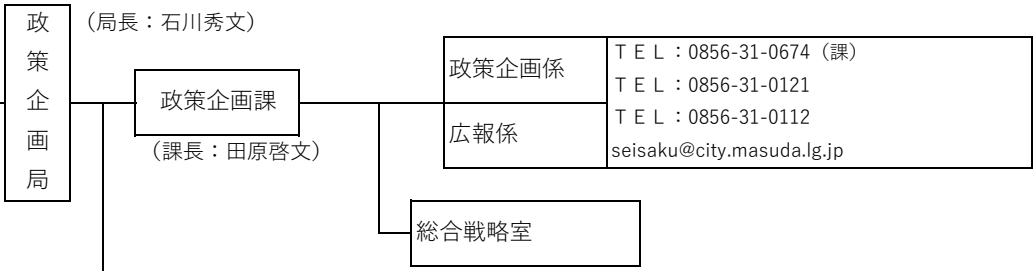 政策企画局
（局長：石川秀文）
政策企画課
（課長：田原啓文）
政策企画係
広報係
ＴＥＬ：0856-31-0674（課）
ＴＥＬ：0856-31-0121
ＴＥＬ：0856-31-0112
seisaku@city.masuda.lg.jp
総合戦略室